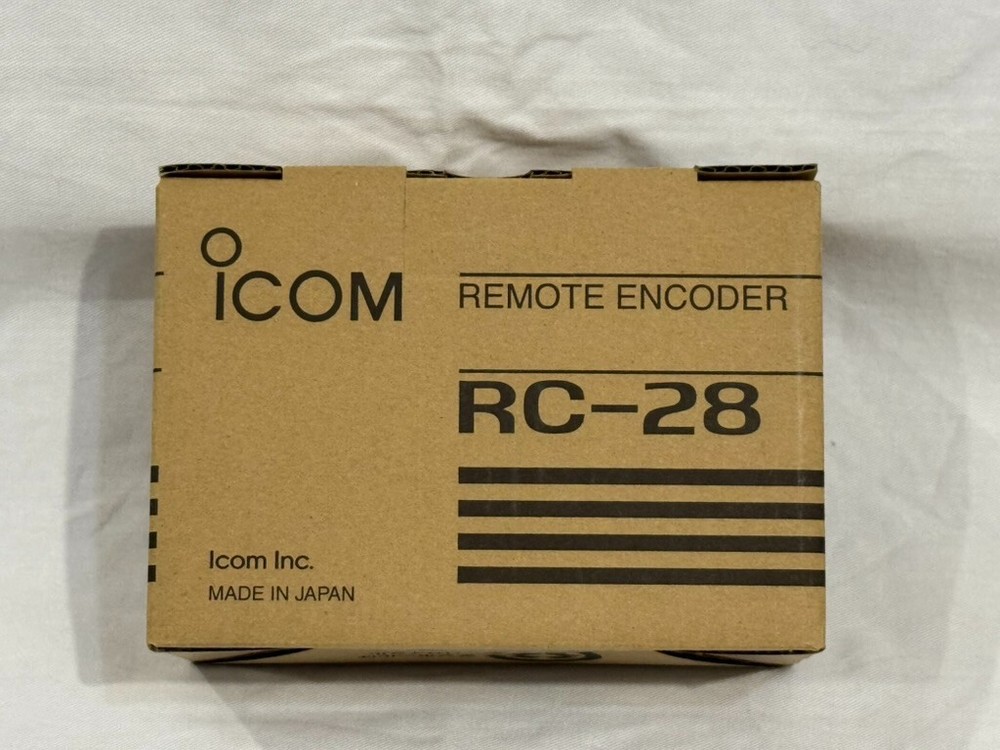 ICOM
REMOTE ENCODER
RC-28
Icom Inc.
MADE IN JAPAN